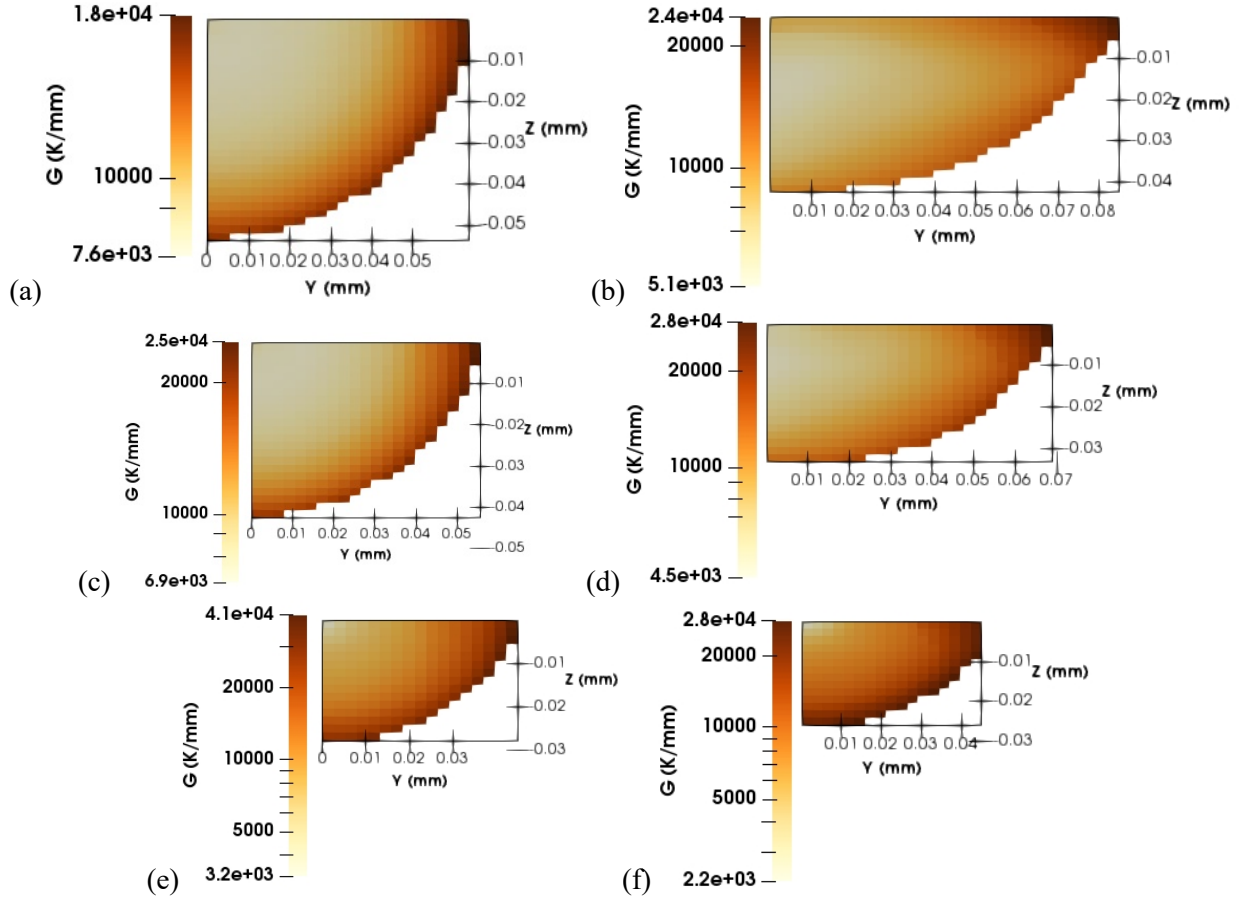 1.8e+04
G (K/mm)
10000
7.6e+03
0.01
0.02
0.03
0.04
0.05
Z (mm)
0 0.01 0.02 0.03 0.04 0.05
Y (mm)
(a)
2.4e+04
20000
G (K/mm)
10000
5.1e+03
0.01
0.02
0.03
0.04
Z (mm)
0.01 0.02 0.03 0.04 0.05 0.06 0.07 0.08
Y (mm)
(b)
2.5e+04
20000
G (K/mm)
10000
6.9e+03
0.01
0.02
0.03
0.04
0.05
Z (mm)
0 0.01 0.02 0.03 0.04 0.05
Y (mm)
(c)
2.8e+04
20000
G (K/mm)
10000
4.5e+03
0.01
0.02
0.03
Z (mm)
0.01 0.02 0.03 0.04 0.05 0.06 0.07
Y (mm)
(d)
4.1e+04
20000
G (K/mm)
10000
5000
3.2e+03
0.01
0.02
0.03
Z (mm)
0 0.01 0.02 0.03
Y (mm)
(e)
2.8e+04
20000
G (K/mm)
10000
5000
2.2e+03
0.01
0.02
0.03
Z (mm)
0.01 0.02 0.03 0.04
Y (mm)
(f)